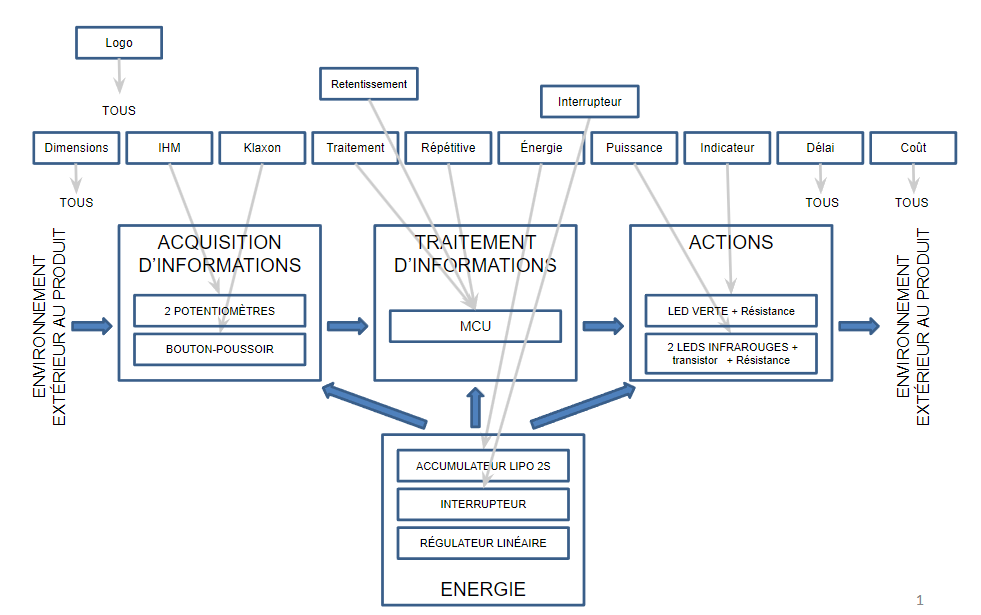 Logo
Retentissement
Interrupteur
TOUS
Dimensions
IHM
Klaxon
Traitement
Répétitive
Énergie
Puissance
Indicateur
Délai
Coût
TOUS
TOUS
TOUS
ENVIRONNEMENT
EXTÉRIEUR AU PRODUIT
ACQUISITION
D'INFORMATIONS
2 POTENTIOMÈTRES
BOUTON-POUSSOIR
TRAITEMENT
D'INFORMATIONS
MCU
ACTIONS
LED VERTE + Résistance
2 LEDS INFRAROUGES +
transistor + Résistance
ENVIRONNEMENT
EXTÉRIEUR AU PRODUIT
ACCUMULATEUR LIPO 2S
INTERRUPTEUR
RÉGULATEUR LINÉAIRE
ENERGIE
1